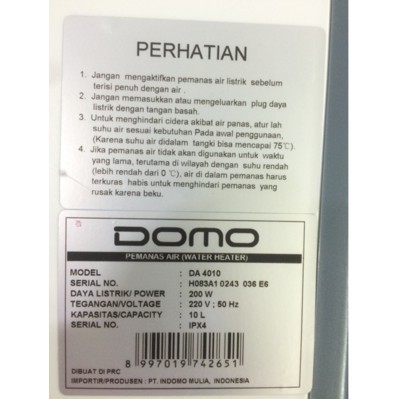 PERHATIAN
1. Jangan mengaktifkan pemanas air listrik sebelum
terisi penuh dengan air .
2. Jangan memasukkan atau mengeluarkan plug daya
listrik dengan tangan basah.
3. Untuk menghindari cidera akibat air panas, atur lah
suhu air sesuai kebutuhan Pada awal penggunaan,
(Karena suhu air didalam tangki bisa mencapai 75℃).
4. Jika pemanas air tidak akan digunakan untuk waktu
yang lama, terutama di wilayah dengan suhu rendah
(lebih rendah dari 0 ℃), air di dalam pemanas harus
terkuras habis untuk menghindari pemanas yang
rusak karena beku.
DOMO
PEMANAS AIR (WATER HEATER)
MODEL : DA 4010
SERIAL NO. : H083A1 0243 036 E6
DAYA LISTRIK/ POWER : 200 W
TEGANGAN/VOLTAGE : 220 V ; 50 Hz
KAPASITAS/CAPACITY : 10 L
SERIAL NO. : IPX4
8 997019 742651
DIBUAT DI PRC
IMPORTIR/PRODUSEN : PT. INDOMO MULIA, INDONESIA